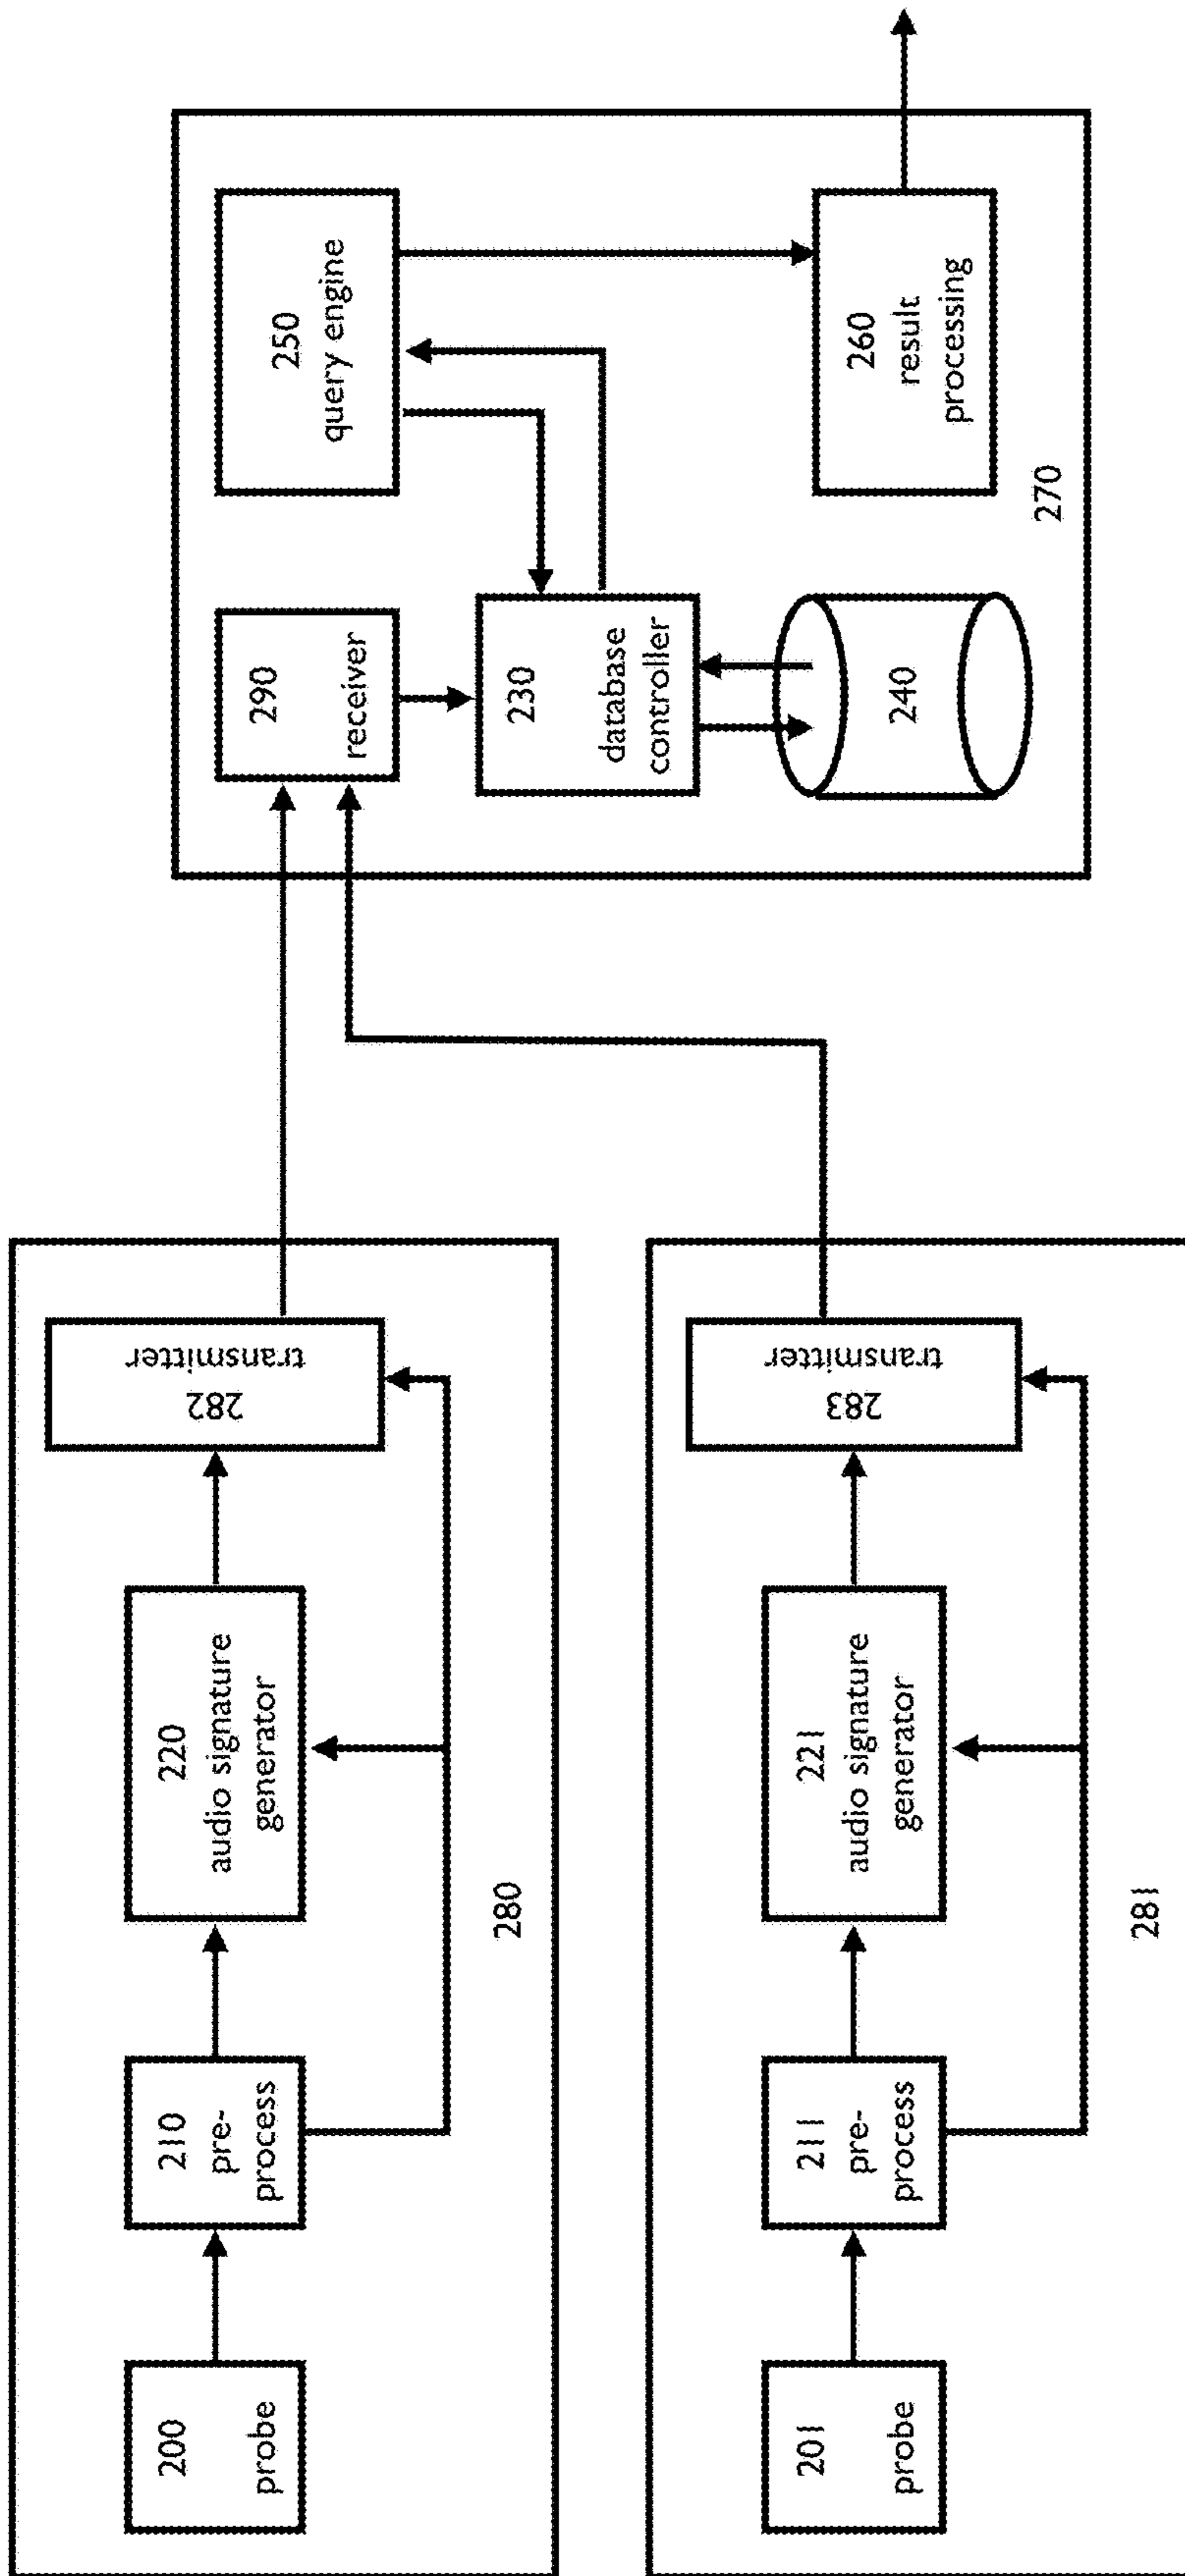 200
probe
210
pre-
process
220
audio signature
generator
282
transmitter
280
201
probe
211
pre-
process
221
audio signature
generator
283
transmitter
281
290
receiver
230
database
controller
240
250
query engine
260
result
processing
270